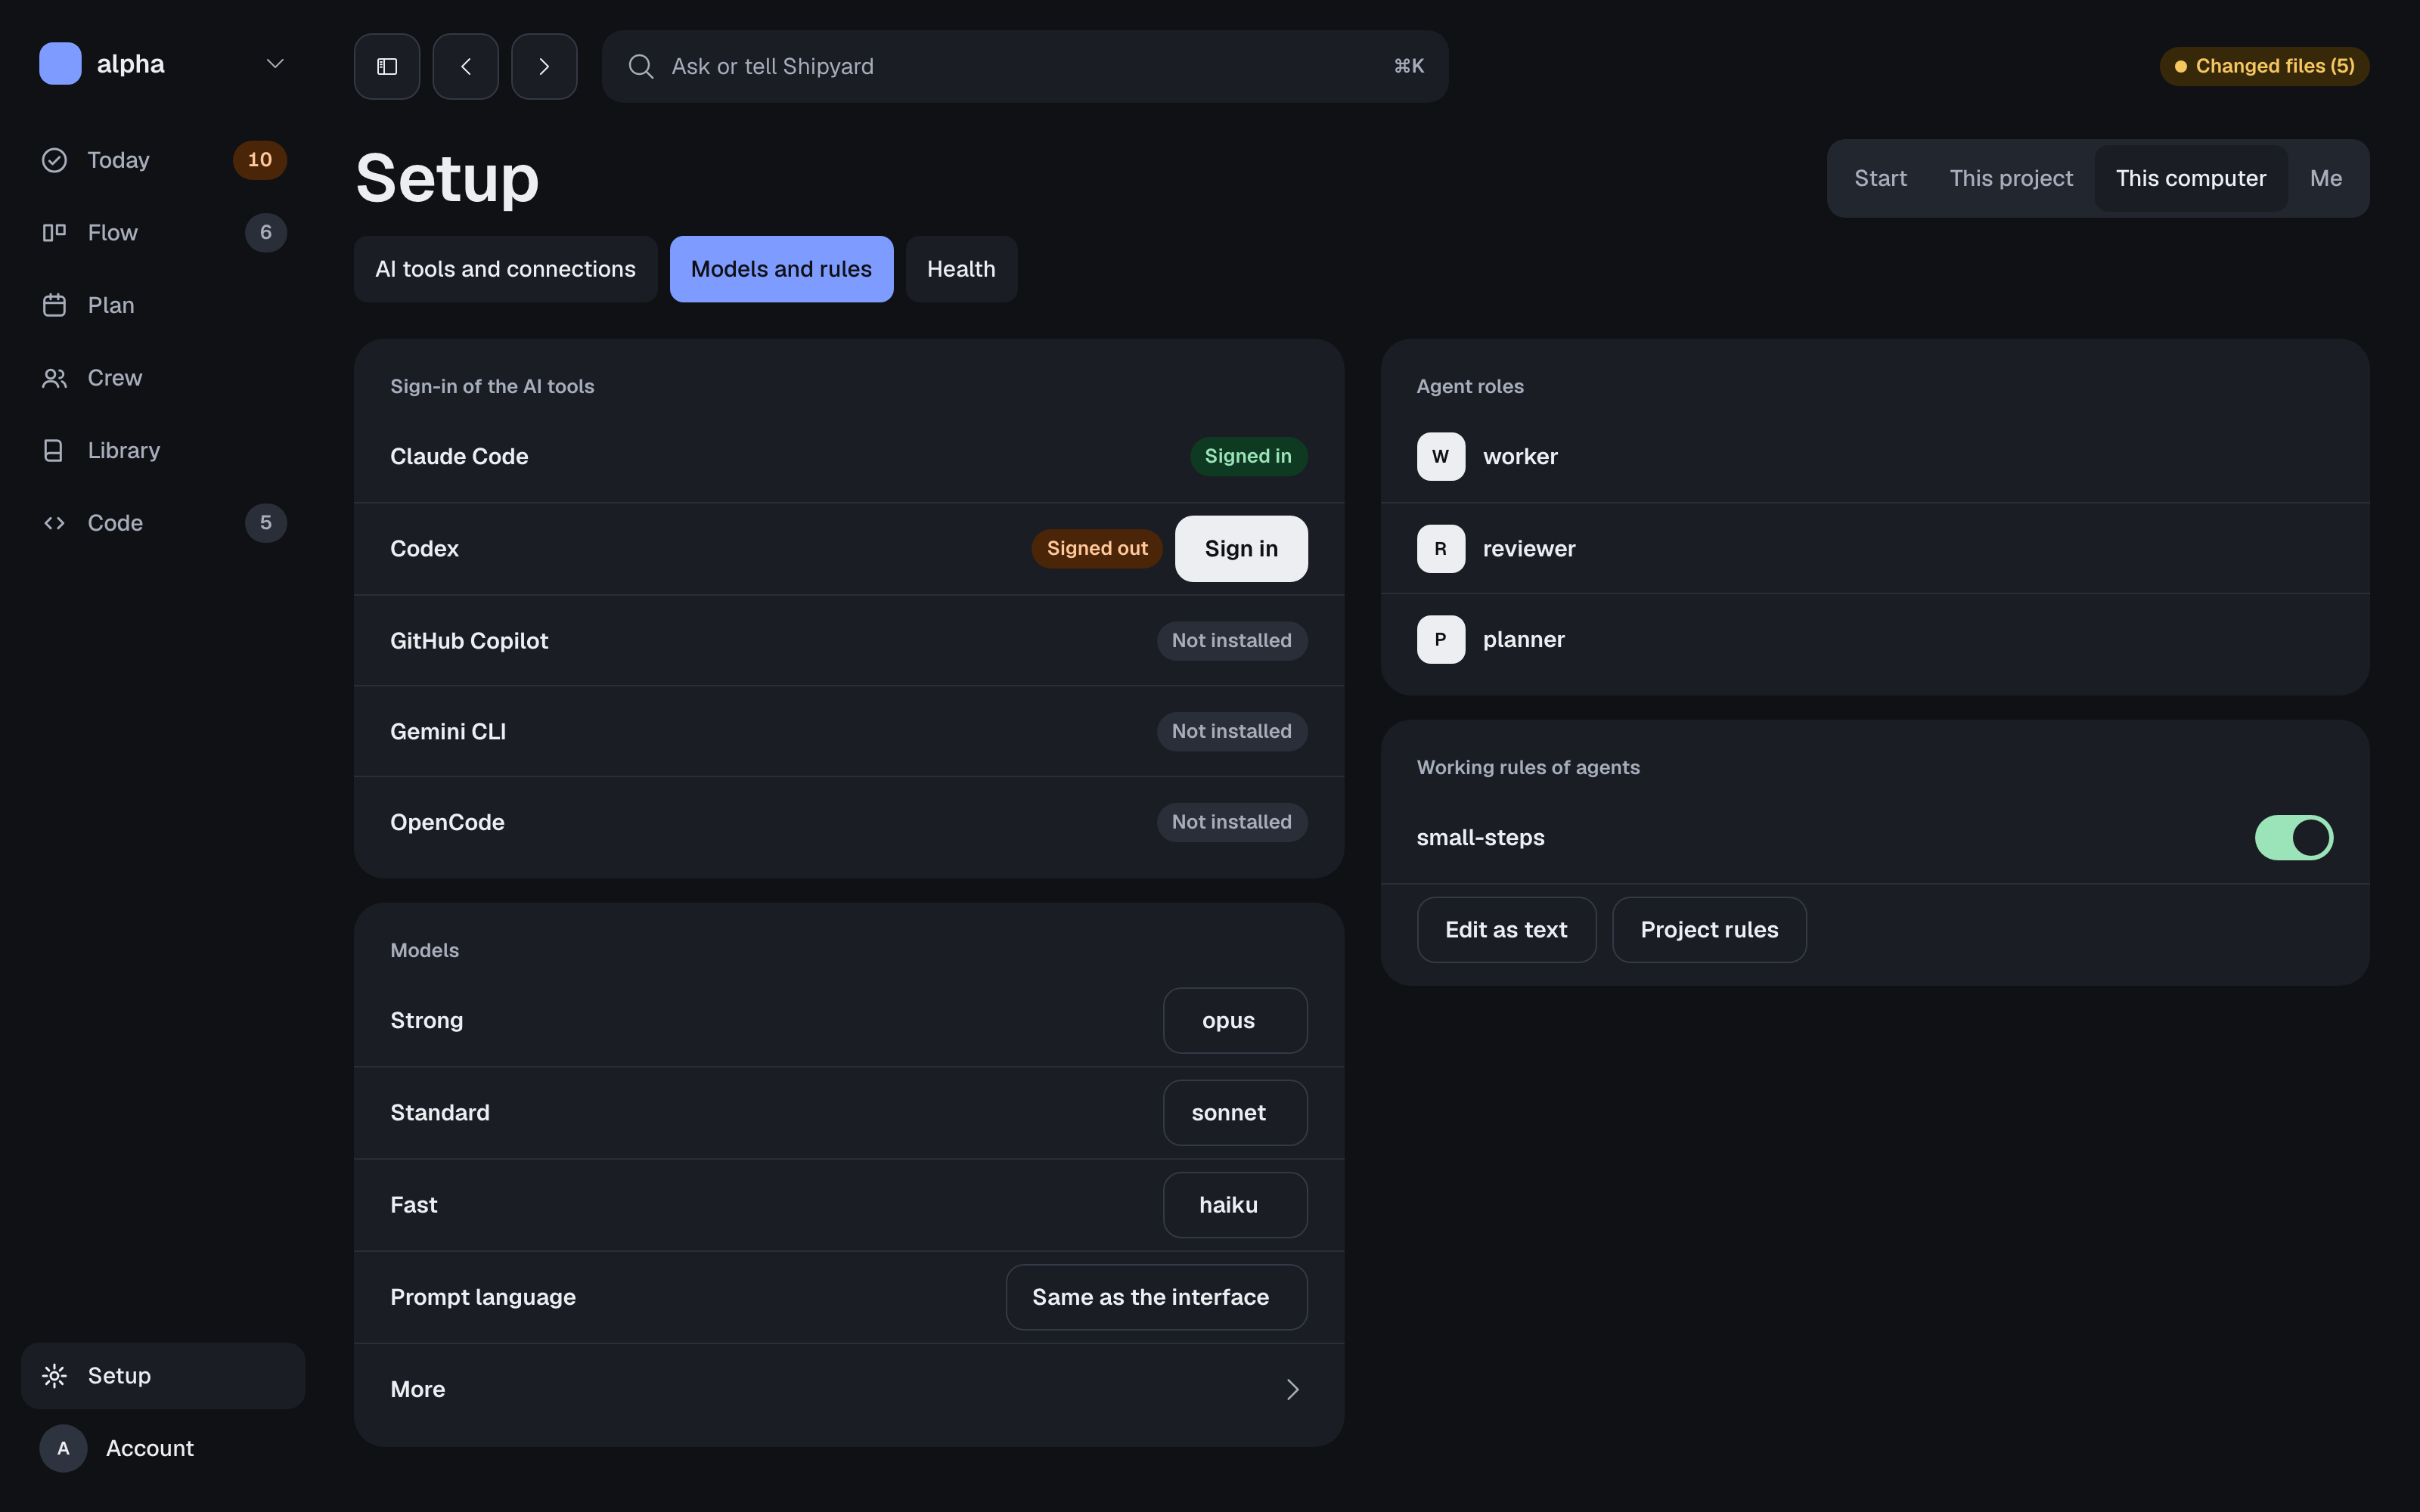 alpha
Ask or tell Shipyard
⌘K
Changed files (5)
Today
10
Flow
6
Plan
Crew
Library
Code
5
Setup
Account
A
Setup
Start
This project
This computer
Me
AI tools and connections
Models and rules
Health
Sign-in of the AI tools
Claude Code
Signed in
Codex
Signed out
Sign in
GitHub Copilot
Not installed
Gemini CLI
Not installed
OpenCode
Not installed
Models
Strong
opus
Standard
sonnet
Fast
haiku
Prompt language
Same as the interface
More
Agent roles
W
worker
R
reviewer
P
planner
Working rules of agents
small-steps
Edit as text
Project rules